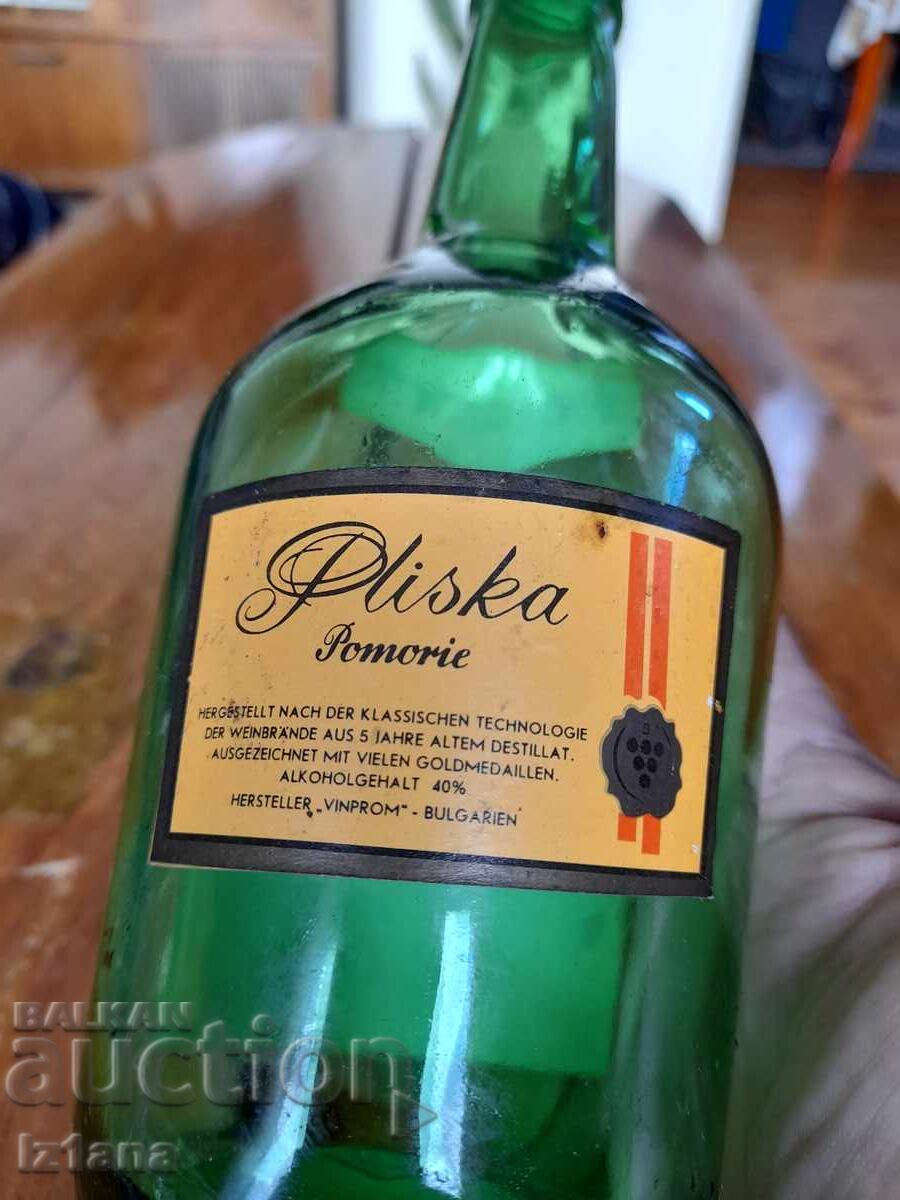 Pliska
Pomorie
HERGESTELLT NACH DER KLASSISCHEN TECHNOLOGIE
DER WEINBRÄNDE AUS 5 JAHRE ALTEM DESTILLAT.
AUSGEZEICHNET MIT VIELEN GOLDMEDAILLEN.
ALKOHOLGEHALT 40%
HERSTELLER „VINPROM" - BULGARIEN
BALKAN
auction
Iz1ana